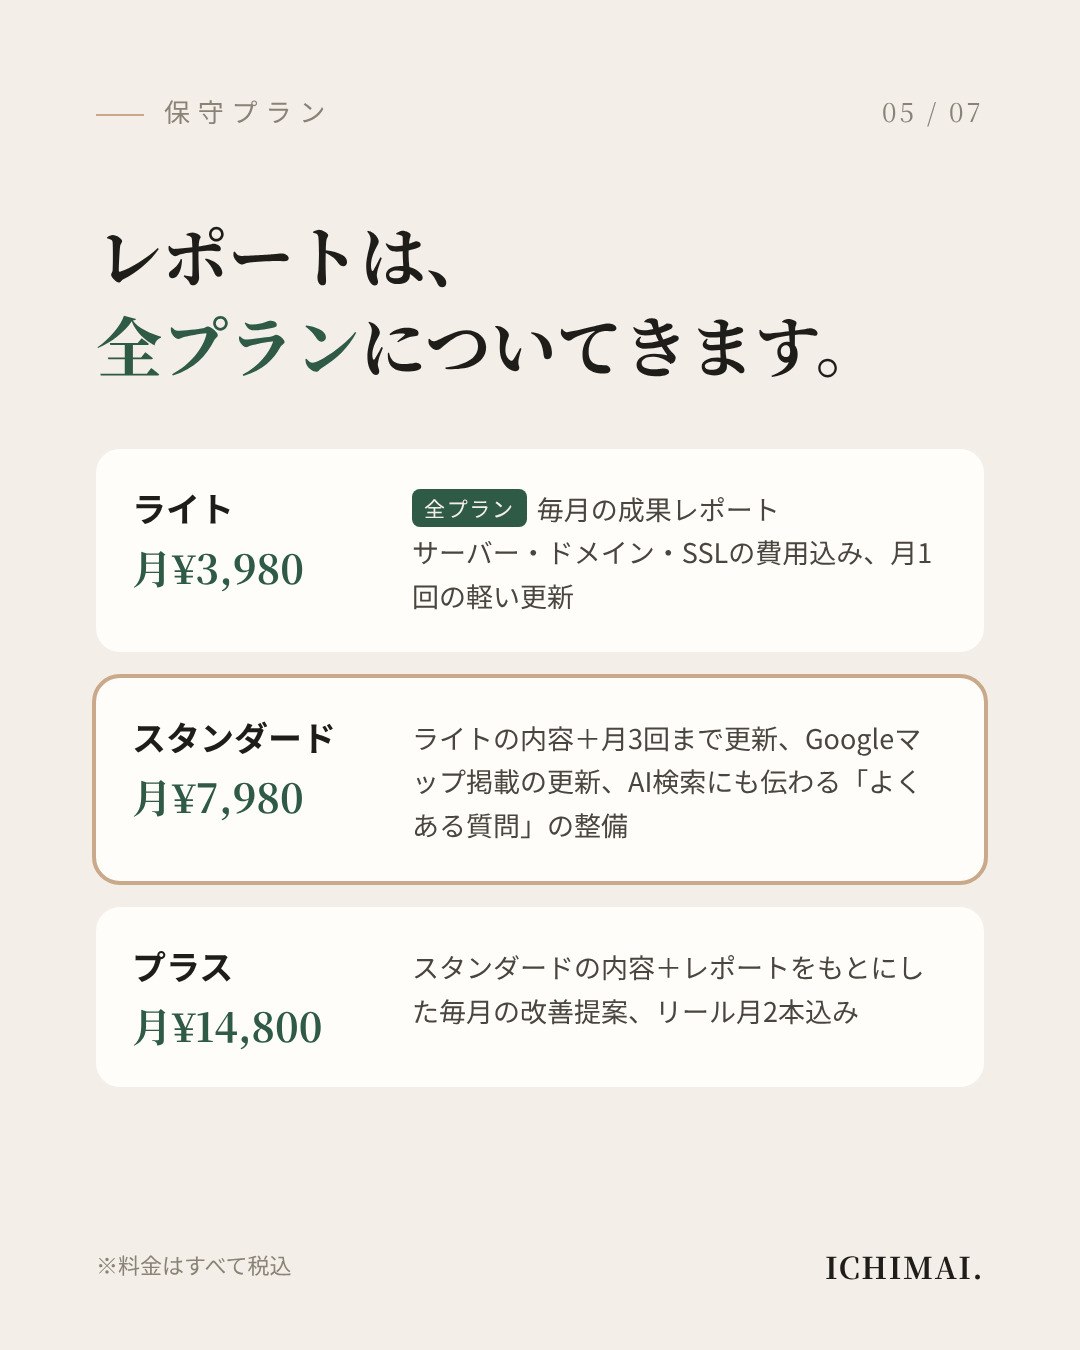 保守プラン
05 / 07
レポートは、
全プランについてきます。
ライト
月¥3,980
全プラン 毎月の成果レポート
サーバー・ドメイン・SSLの費用込み、月1
回の軽い更新
スタンダード
月¥7,980
ライトの内容＋月3回まで更新、Googleマ
ップ掲載の更新、AI検索にも伝わる「よく
ある質問」の整備
プラス
月¥14,800
スタンダードの内容＋レポートをもとにし
た毎月の改善提案、リール月2本込み
※料金はすべて税込
ICHIMAI.